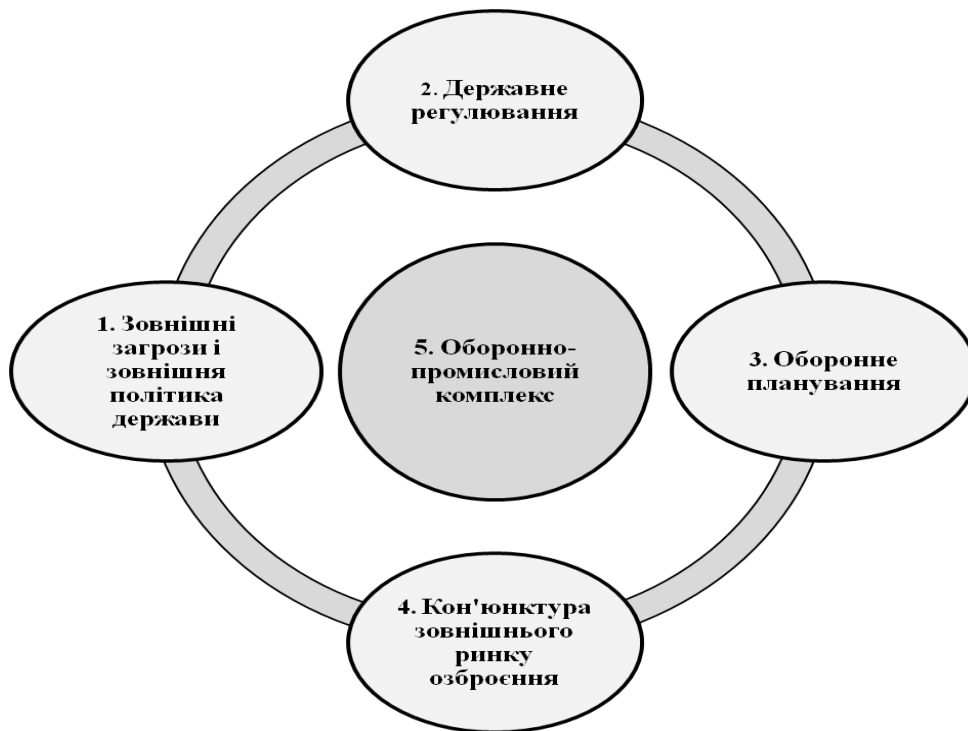 2. Державне
регулювання
1. Зовнішні
загрози і
зовнішня
політика
держави
5. Оборонно-
промисловий
комплекс
3. Оборонне
планування
4. Кон'юнктура
зовнішнього
ринку
озброєння